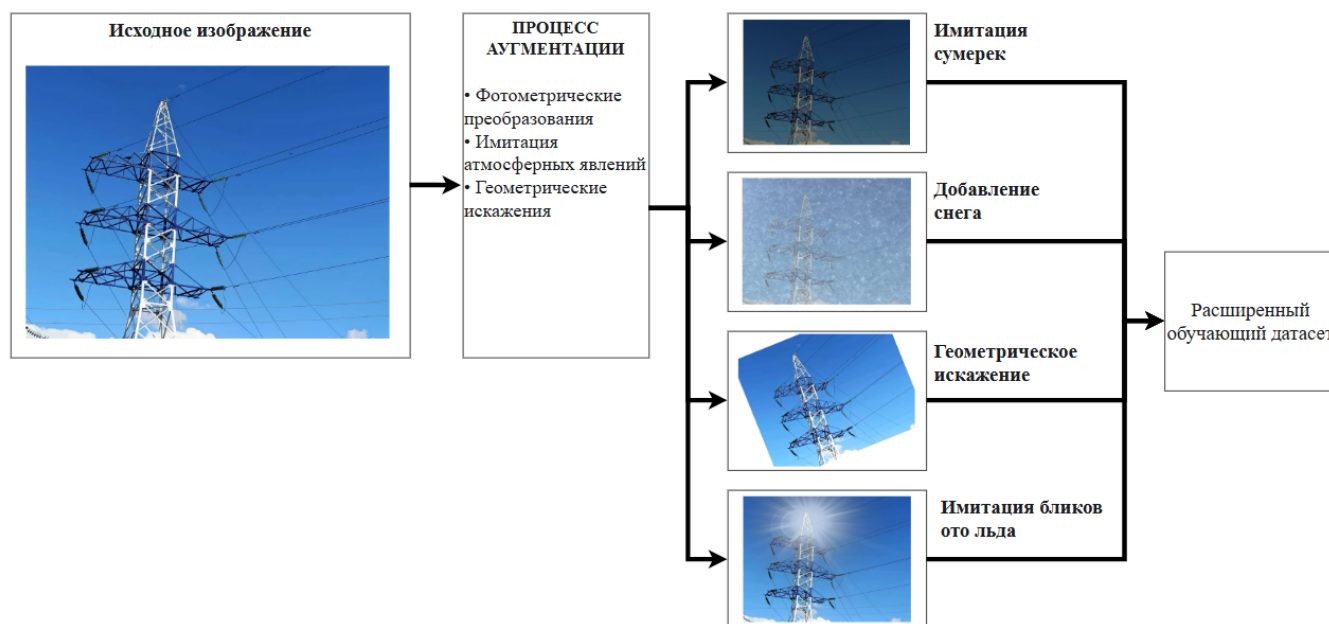 Исходное изображение
ПРОЦЕСС
АУГМЕНТАЦИИ
• Фотометрические
преобразования
• Имитация
атмосферных явлений
• Геометрические
искажения
Имитация
сумерек
Добавление
снега
Геометрическое
искажение
Имитация бликов
ото льда
Расширенный
обучающий датасет